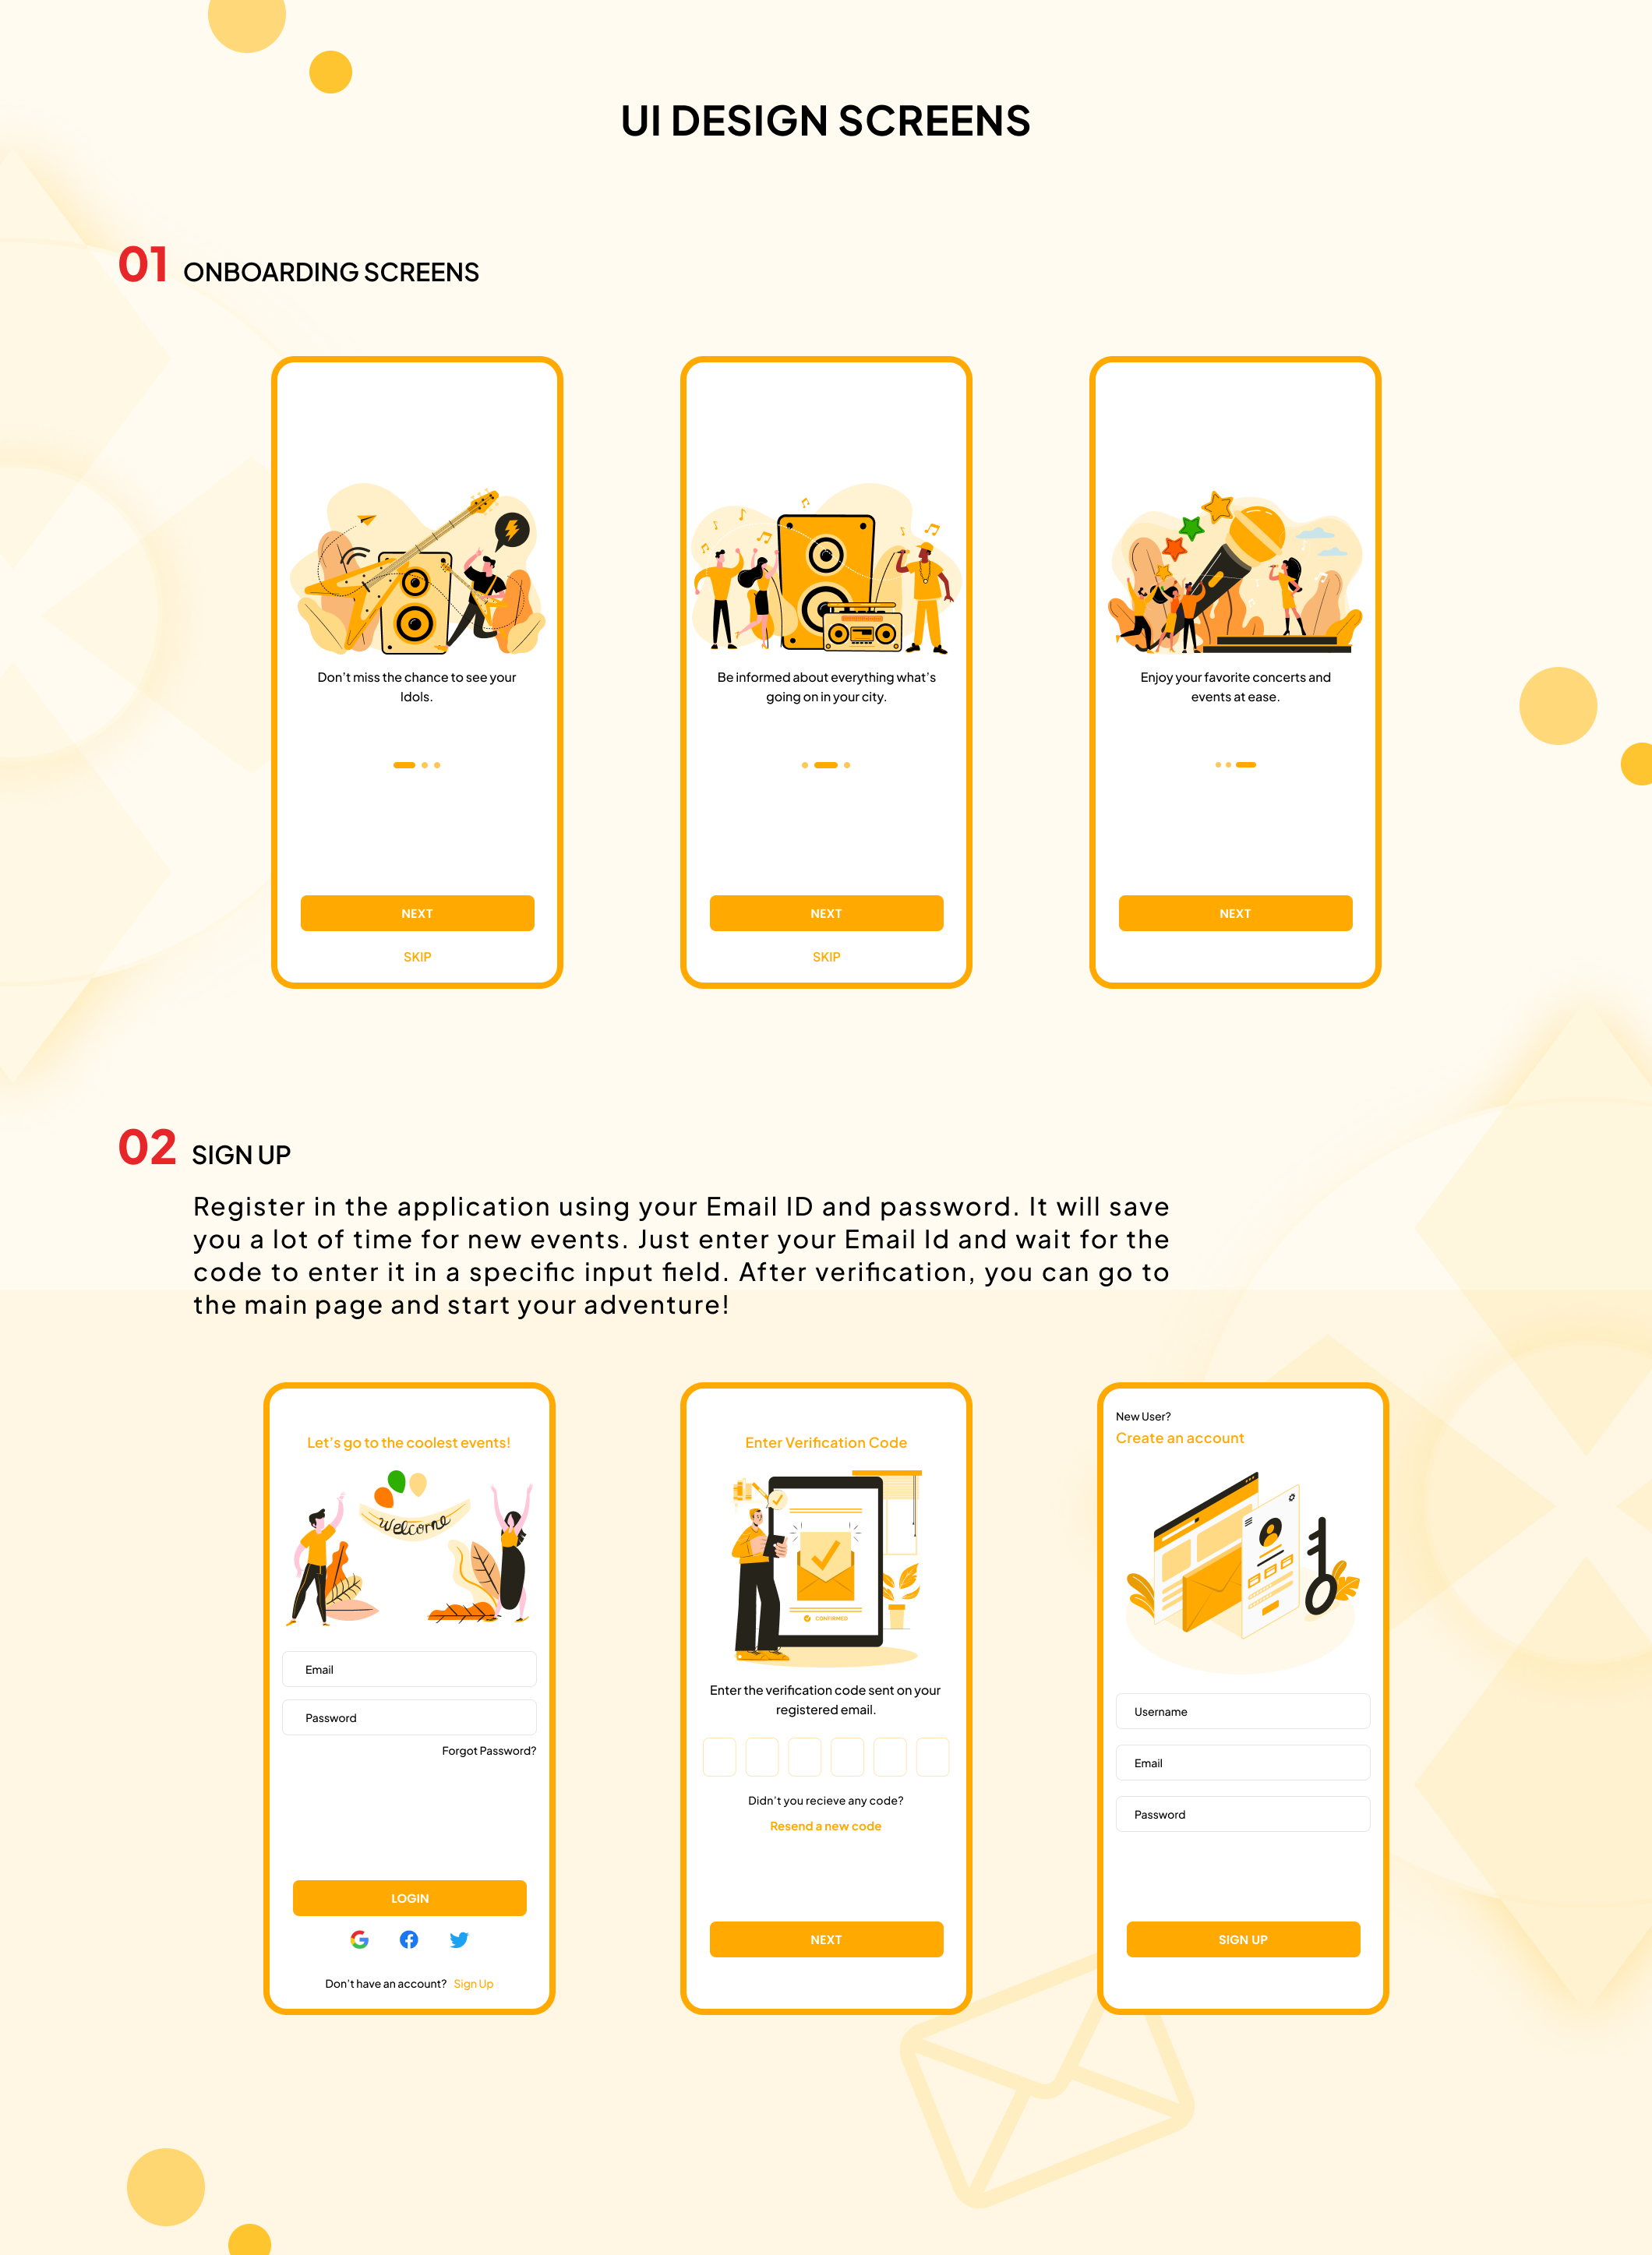 UI DESIGN SCREENS
01 ONBOARDING SCREENS
Don't miss the chance to see your
Idols.
NEXT
SKIP
Be informed about everything what's
going on in your city.
NEXT
SKIP
Enjoy your favorite concerts and
events at ease.
NEXT
02 SIGN UP
Register in the application using your Email ID and password. It will save
you a lot of time for new events. Just enter your Email Id and wait for the
code to enter it in a specific input field. After verification, you can go to
the main page and start your adventure!
Let's go to the coolest events!
welcome
Email
Password
Forgot Password?
LOGIN
Don't have an account? Sign Up
Enter Verification Code
CONFIRMED
Enter the verification code sent on your
registered email.
Didn't you recieve any code?
Resend a new code
NEXT
New User?
Create an account
Username
Email
Password
SIGN UP